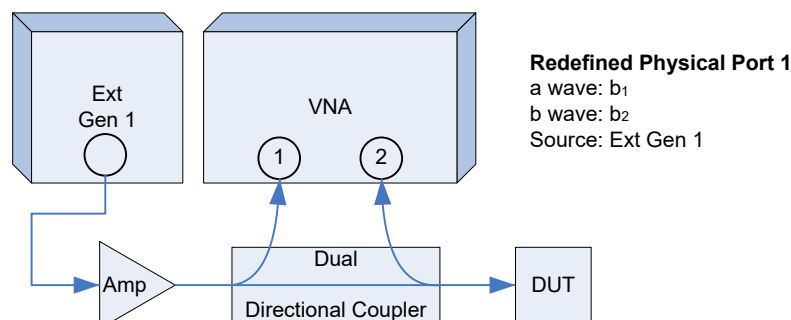 Ext
Gen 1
VNA
1
2
Redefined Physical Port 1
a wave: b1
b wave: b2
Source: Ext Gen 1
Amp
Dual
Directional Coupler
DUT